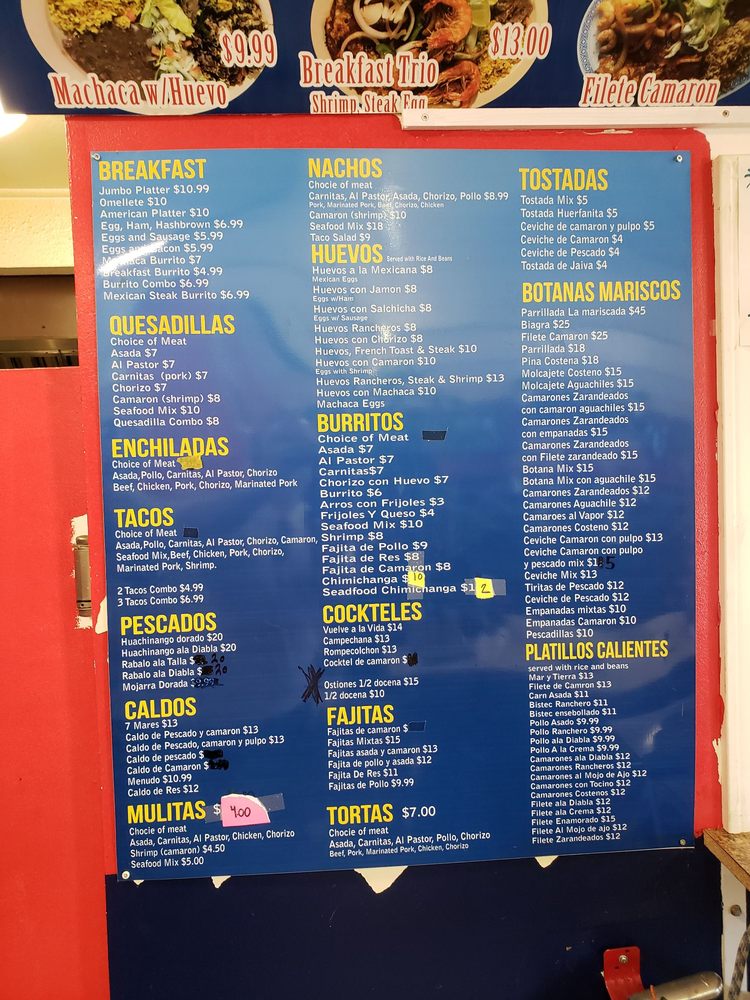 $9.99
Machaca w/Huevo
$13.00
Breakfast Trio
Shrimp, Steak Egg
Filete Camaron
BREAKFAST
Jumbo Platter $10.99
Omellete $10
American Platter $10
Egg, Ham, Hashbrown $6.99
Eggs and Sausage $5.99
Eggs and Bacon $5.99
Machaca Burrito $7
Breakfast Burrito $4.99
Burrito Combo $6.99
Mexican Steak Burrito $6.99
QUESADILLAS
Choice of Meat
Asada $7
Al Pastor $7
Carnitas (pork) $7
Chorizo $7
Camaron (shrimp) $8
Seafood Mix $10
Quesadilla Combo $8
ENCHILADAS
Choice of Meat
Asada,Pollo, Carnitas, Al Pastor, Chorizo
Beef, Chicken, Pork, Chorizo, Marinated Pork
TACOS
Choice of Meat
Asada,Pollo, Carnitas, Al Pastor, Chorizo, Camaron,
Seafood Mix,Beef, Chicken, Pork, Chorizo,
Marinated Pork, Shrimp.
2 Tacos Combo $4.99
3 Tacos Combo $6.99
PESCADOS
Huachinango dorado $20
Huachinango ala Diabla $20
Rabalo ala Talla $ 20
Rabalo ala Diabla $ 20
Mojarra Dorada
CALDOS
7 Mares $13
Caldo de Pescado y camaron $13
Caldo de Pescado, camaron y pulpo $13
Caldo de pescado $
Caldo de Camaron $
Menudo $10.99
Caldo de Res $12
MULITAS $ 400
Chocie of meat
Asada, Carnitas, Al Pastor, Chicken, Chorizo
Shrimp (camaron) $4.50
Seafood Mix $5.00
NACHOS
Chocie of meat
Carnitas, Al Pastor, Asada, Chorizo, Pollo $8.99
Pork, Marinated Pork, Beef, Chorizo, Chicken
Camaron (shrimp) $10
Seafood Mix $18
Taco Salad $9
HUEVOS Served with Rice And Beans
Huevos a la Mexicana $8
Mexican Eggs
Huevos con Jamon $8
Eggs w/Ham
Huevos con Salchicha $8
Eggs w/ Sausage
Huevos Rancheros $8
Huevos con Chorizo $8
Huevos, French Toast & Steak $10
Huevos con Camaron $10
Eggs with Shrimp
Huevos Rancheros, Steak & Shrimp $13
Huevos con Machaca $10
Machaca Eggs
BURRITOS
Choice of Meat
Asada $7
Al Pastor $7
Carnitas$7
Chorizo con Huevo $7
Burrito $6
Arros con Frijoles $3
Frijoles Y Queso $4
Seafood Mix $10
Shrimp $8
Fajita de Pollo $9
Fajita de Res $8
Fajita de Camaron $8
Chimichanga $10
Seadfood Chimichanga $12
COCKTELES
Vuelve a la Vida $14
Campechana $13
Rompecolchon $13
Cocktel de camaron $
Ostiones 1/2 docena $15
1/2 docena $10
FAJITAS
Fajitas de camaron $
Fajitas Mixtas $15
Fajitas asada y camaron $13
Fajita de pollo y asada $12
Fajita De Res $11
Fajitas de Pollo $9.99
TORTAS $7.00
Chocie of meat
Asada, Carnitas, Al Pastor, Pollo, Chorizo
Beef, Pork, Marinated Pork, Chicken, Chorizo
TOSTADAS
Tostada Mix $5
Tostada Huerfanita $5
Ceviche de camaron y pulpo $5
Ceviche de Camaron $4
Ceviche de Pescado $4
Tostada de Jaiva $4
BOTANAS MARISCOS
Parrillada La mariscada $45
Biagra $25
Filete Camaron $25
Parrillada $18
Pina Costena $18
Molcajete Costeno $15
Molcajete Aguachiles $15
Camarones Zarandeados
con camaron aguachiles $15
Camarones Zarandeados
con empanadas $15
Camarones Zarandeados
con Filete zarandeado $15
Botana Mix $15
Botana Mix con aguachile $15
Camarones Zarandeados $12
Camarones Aguachile $12
Camaroes al Vapor $12
Camarones Costeno $12
Ceviche Camaron con pulpo $13
Ceviche Camaron con pulpo
y pescado mix $15
Ceviche Mix $13
Tiritas de Pescado $12
Ceviche de Pescado $12
Empanadas mixtas $10
Empanadas Camaron $10
Pescadillas $10
PLATILLOS CALIENTES
served with rice and beans
Mar y Tierra $13
Filete de Camron $13
Carn Asada $11
Bistec Ranchero $11
Bistec ensebollado $11
Pollo Asado $9.99
Pollo Ranchero $9.99
Pollo ala Diabla $9.99
Pollo A la Crema $9.99
Camarones ala Diabla $12
Camarones Rancheros $12
Camarones al Mojo de Ajo $12
Camarones con Tocino $12
Camarones Costenos $12
Filete ala Diabla $12
Filete ala Crema $12
Filete Enamorado $15
Filete Al Mojo de ajo $12
Filete Zarandeados $12